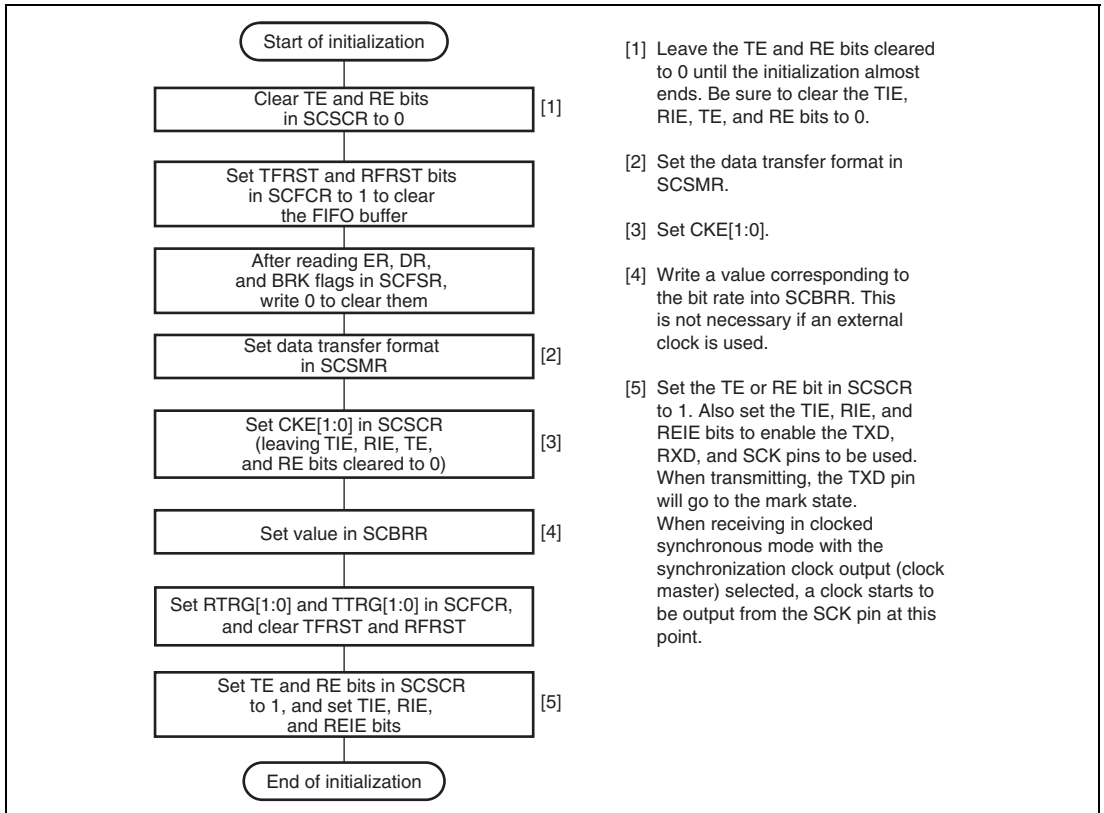 Start of initialization
Clear TE and RE bits
in SCSCR to 0
[1]
Set TFRST and RFRST bits
in SCFCR to 1 to clear
the FIFO buffer
After reading ER, DR,
and BRK flags in SCFSR,
write 0 to clear them
Set data transfer format
in SCSMR
[2]
Set CKE[1:0] in SCSCR
(leaving TIE, RIE, TE,
and RE bits cleared to 0)
[3]
Set value in SCBRR
[4]
Set RTRG[1:0] and TTRG[1:0] in SCFCR,
and clear TFRST and RFRST
Set TE and RE bits in SCSCR
to 1, and set TIE, RIE,
and REIE bits
[5]
End of initialization
[1] Leave the TE and RE bits cleared
to 0 until the initialization almost
ends. Be sure to clear the TIE,
RIE, TE, and RE bits to 0.
[2] Set the data transfer format in
SCSMR.
[3] Set CKE[1:0].
[4] Write a value corresponding to
the bit rate into SCBRR. This
is not necessary if an external
clock is used.
[5] Set the TE or RE bit in SCSCR
to 1. Also set the TIE, RIE, and
REIE bits to enable the TXD,
RXD, and SCK pins to be used.
When transmitting, the TXD pin
will go to the mark state.
When receiving in clocked
synchronous mode with the
synchronization clock output (clock
master) selected, a clock starts to
be output from the SCK pin at this
point.